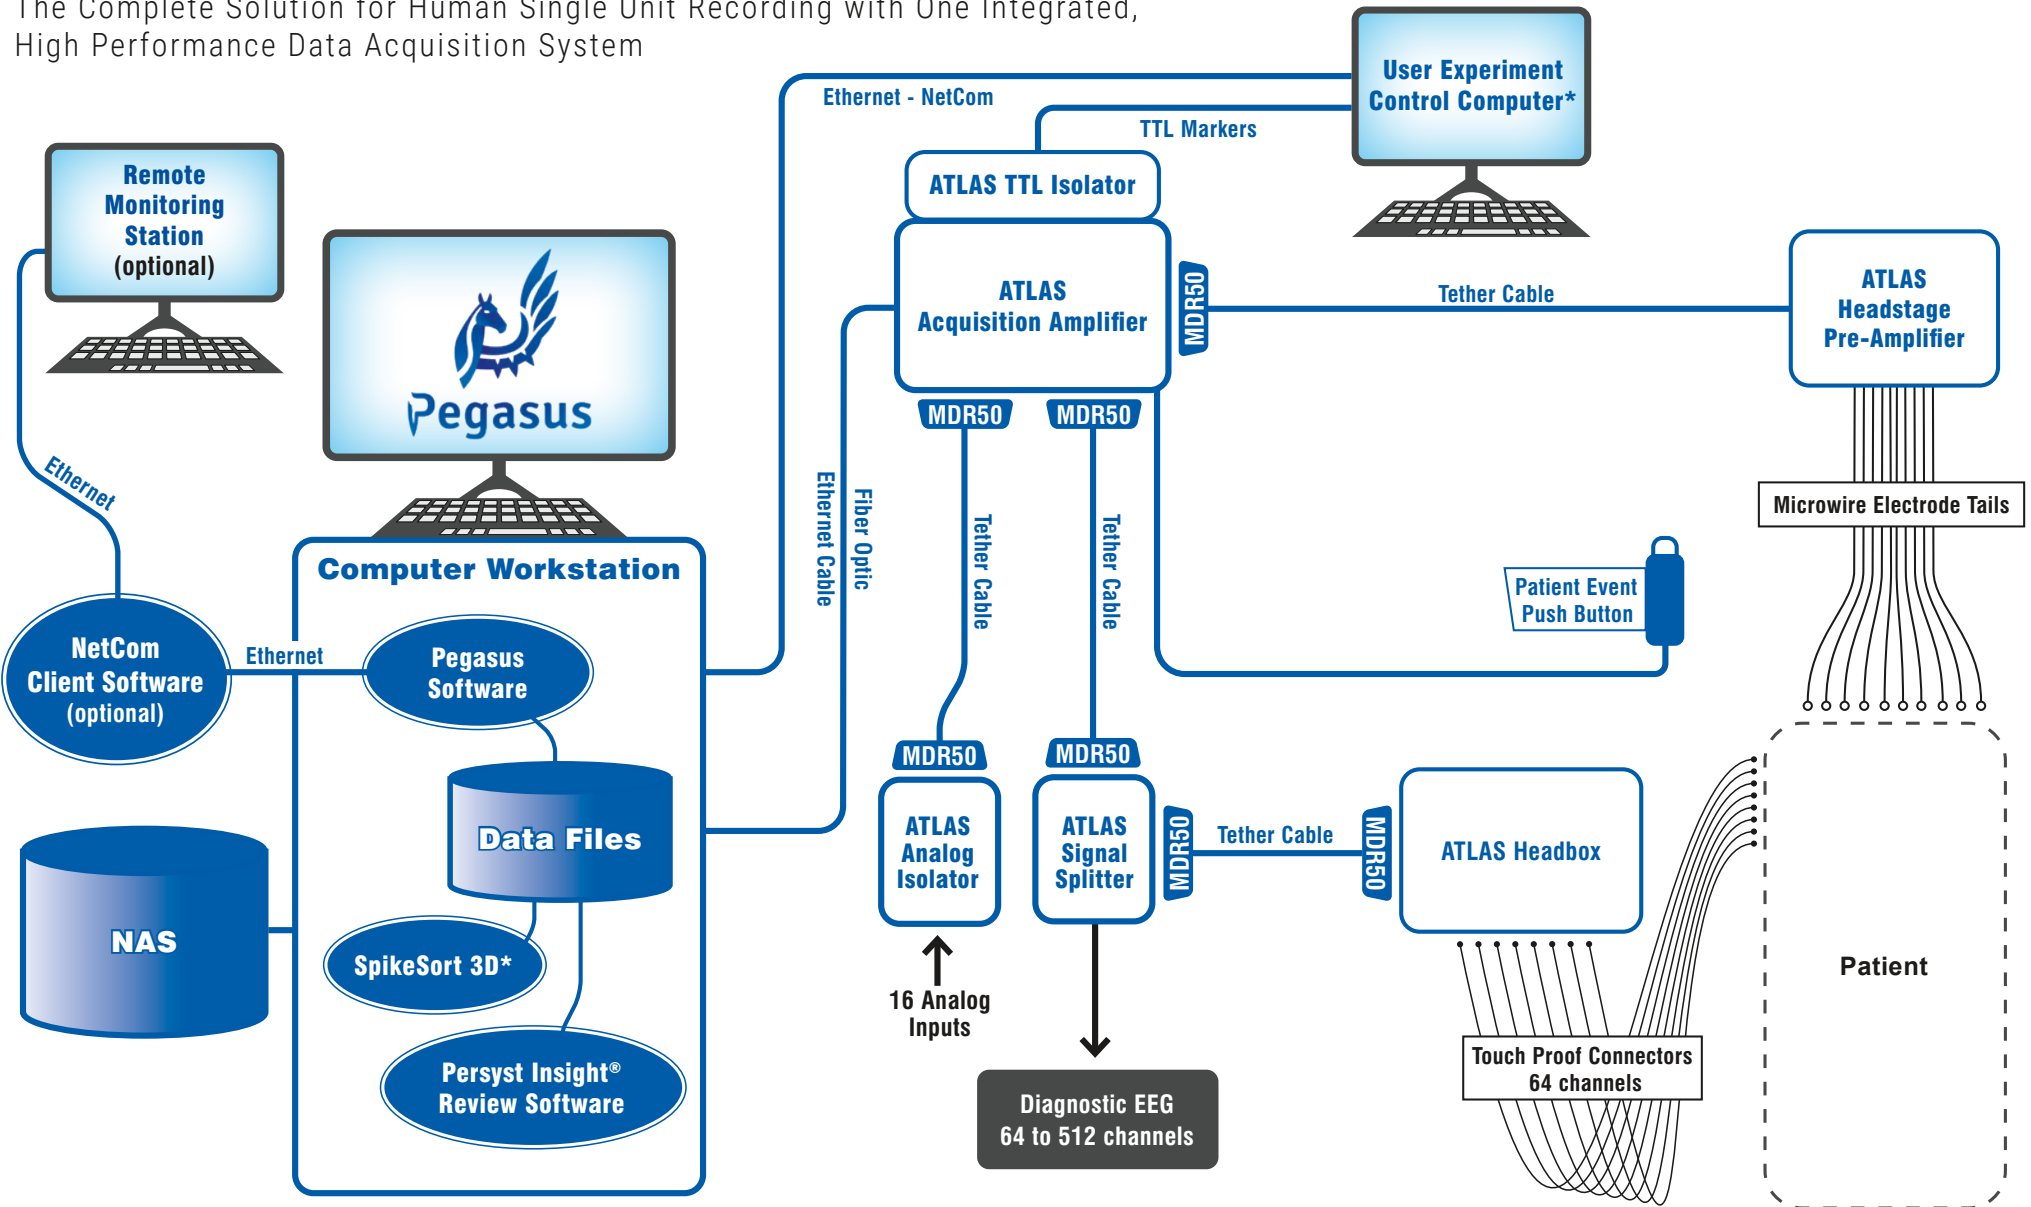 The Complete Solution for Human Single Unit Recording with One Integrated,
High Performance Data Acquisition System
User Experiment
Control Computer*
Ethernet - NetCom
TTL Markers
ATLAS TTL Isolator
Remote
Monitoring
Station
(optional)
Pegasus
ATLAS
Acquisition Amplifier
MDR50
Tether Cable
ATLAS
Headstage
Pre-Amplifier
MDR50
MDR50
Ethernet
Fiber Optic
Ethernet Cable
Tether Cable
Tether Cable
Microwire Electrode Tails
Computer Workstation
Patient Event
Push Button
NetCom
Client Software
(optional)
Ethernet
Pegasus
Software
MDR50
MDR50
Data Files
ATLAS
Analog
Isolator
ATLAS
Signal
Splitter
MDR50
Tether Cable
MDR50
ATLAS Headbox
NAS
SpikeSort 3D*
Patient
16 Analog
Inputs
Persyst Insight®
Review Software
Touch Proof Connectors
64 channels
Diagnostic EEG
64 to 512 channels